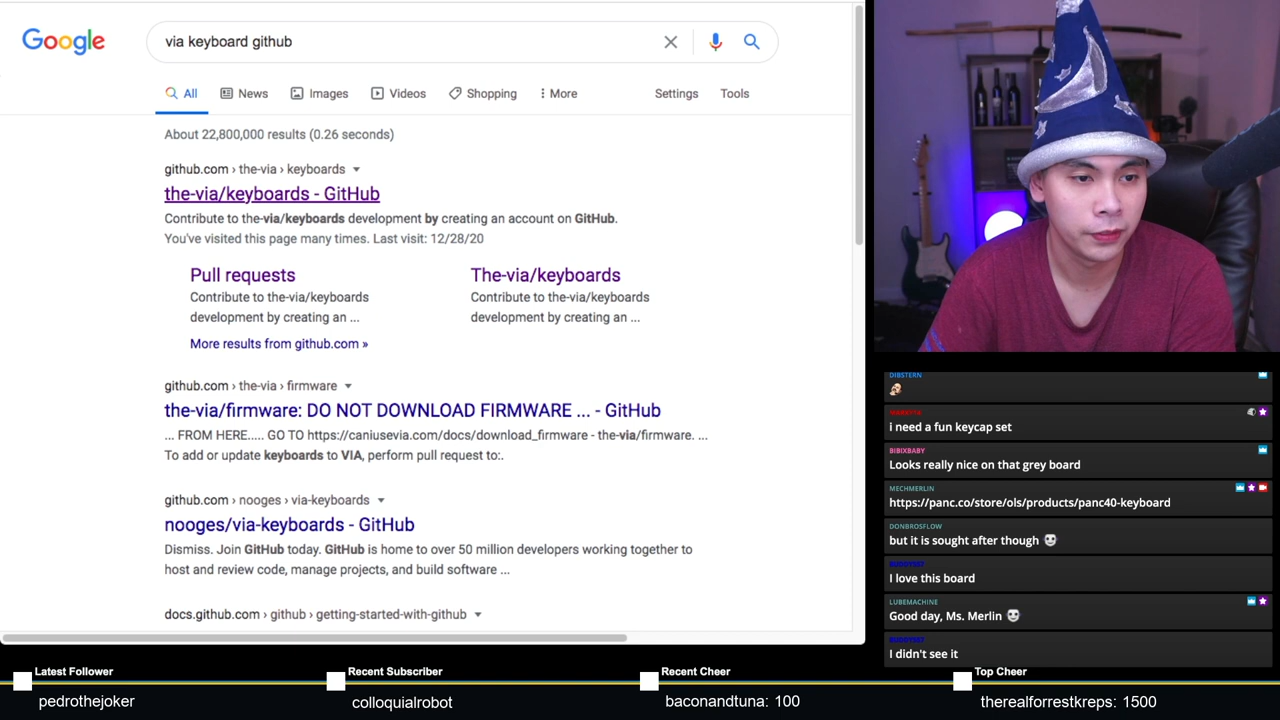 Google
via keyboard github
All
News
Images
Videos
Shopping
More
Settings
Tools
About 22,800,000 results (0.26 seconds)
github.com › the-via › keyboards
the-via/keyboards - GitHub
Contribute to the-via/keyboards development by creating an account on GitHub.
You've visited this page many times. Last visit: 12/28/20
Pull requests
Contribute to the-via/keyboards
development by creating an ...
The-via/keyboards
Contribute to the-via/keyboards
development by creating an ...
More results from github.com »
github.com › the-via › firmware
the-via/firmware: DO NOT DOWNLOAD FIRMWARE ... - GitHub
... FROM HERE..... GO TO https://caniusevia.com/docs/download_firmware - the-via/firmware. ...
To add or update keyboards to VIA, perform pull request to:.
github.com › nooges › via-keyboards
nooges/via-keyboards - GitHub
Dismiss. Join GitHub today. GitHub is home to over 50 million developers working together to
host and review code, manage projects, and build software ...
docs.github.com › github › getting-started-with-github
DIBSTERN
i need a fun keycap set
BIBIXBABY
Looks really nice on that grey board
MECHMERLIN
https://panc.co/store/ols/products/panc40-keyboard
DONBROSFLOW
but it is sought after though
I love this board
LUBEMACHINE
Good day, Ms. Merlin
I didn't see it
Latest Follower
pedrothejoker
Recent Subscriber
colloquialrobot
Recent Cheer
baconandtuna: 100
Top Cheer
therealforrestkreps: 1500